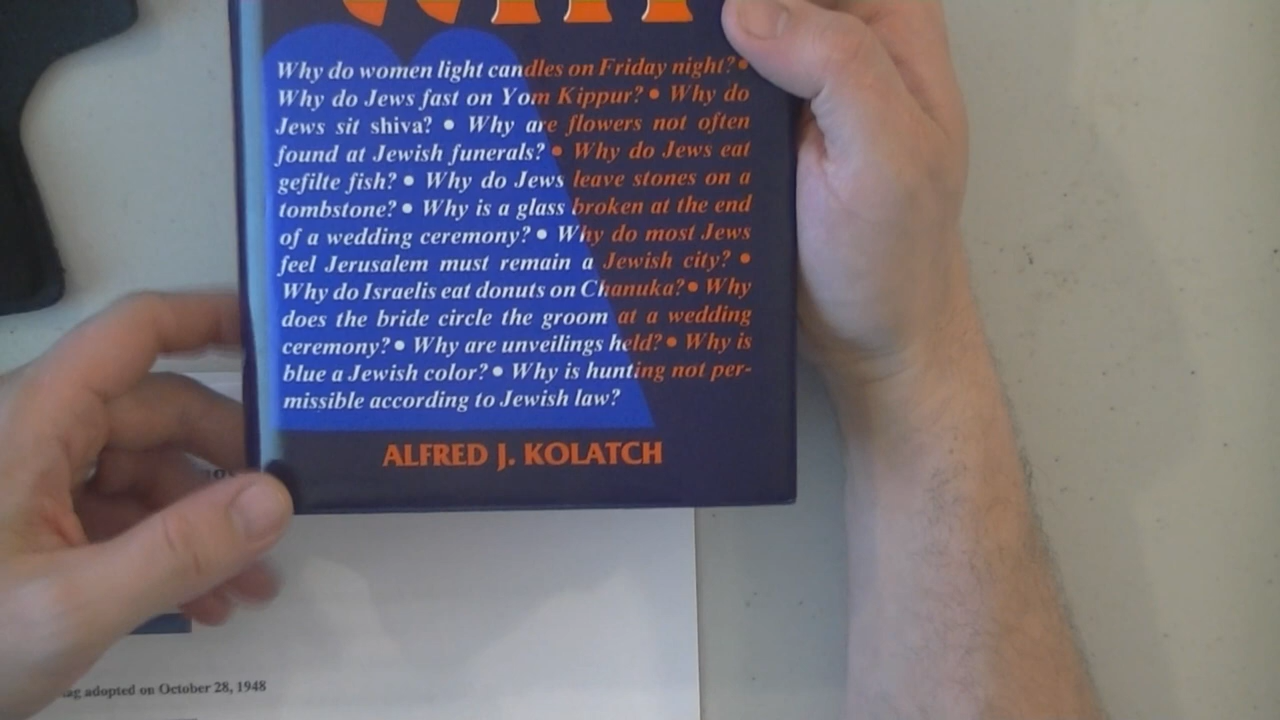 WHY
Why do women light candles on Friday night? •
Why do Jews fast on Yom Kippur? • Why do
Jews sit shiva? • Why are flowers not often
found at Jewish funerals? • Why do Jews eat
gefilte fish? • Why do Jews leave stones on a
tombstone? • Why is a glass broken at the end
of a wedding ceremony? • Why do most Jews
feel Jerusalem must remain a Jewish city? •
Why do Israelis eat donuts on Chanuka? • Why
does the bride circle the groom at a wedding
ceremony? • Why are unveilings held? • Why is
blue a Jewish color? • Why is hunting not per-
missible according to Jewish law?
ALFRED J. KOLATCH
adopted on October 28, 1948